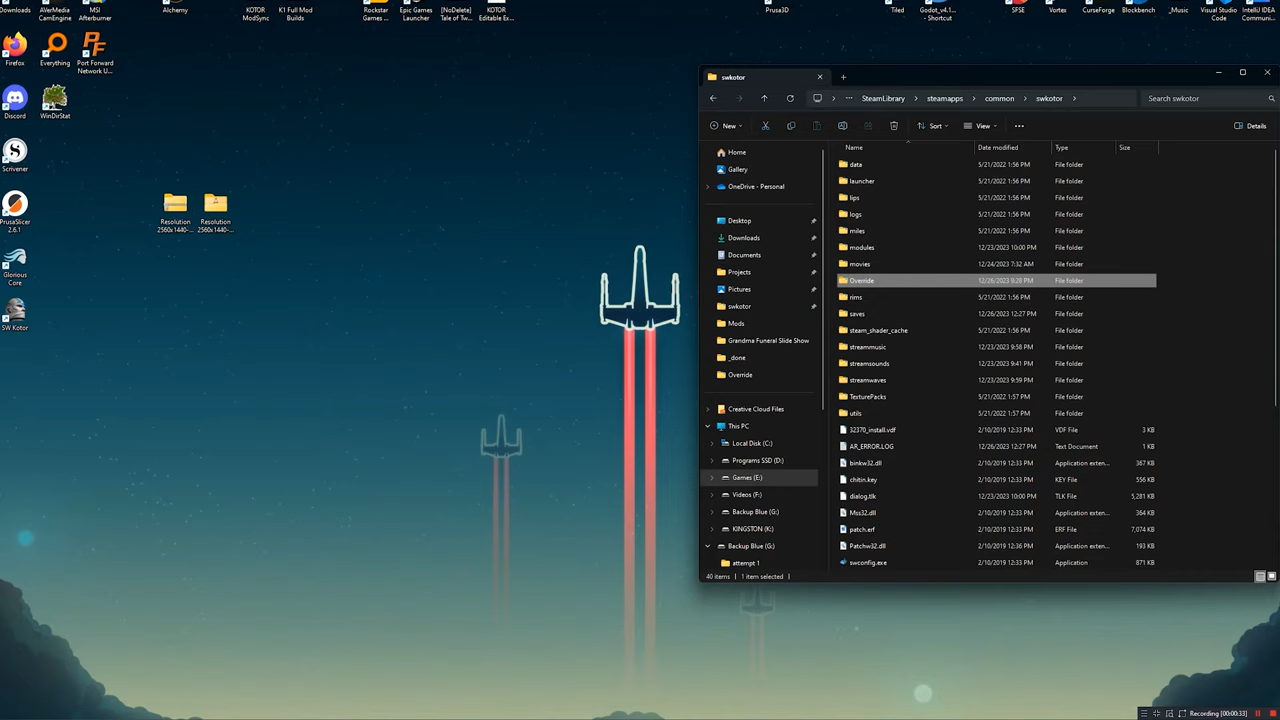 Downloads
AVerMedia
CamEngine
MSI
Afterburner
Alchemy
KOTOR
ModSync
K1 Full Mod
Builds
Rockstar
Games ...
Epic Games
Launcher
[NoDelete]
Tale of Tw...
KOTOR
Editable Ex...
Prusa3D
Tiled
Godot_v4.1...
- Shortcut
SFSE
Vortex
CurseForge
Blockbench
_Music
Visual Studio
Code
IntelliJ IDEA
Communi...
Firefox
Everything
Port Forward
Network U...
Discord
WinDirStat
Scrivener
PrusaSlicer
2.6.1
Resolution
2560x1440-...
Resolution
2560x1440-...
Glorious
Core
SW Kotor
swkotor
SteamLibrary
steamapps
common
swkotor
Search swkotor
New
Sort
View
Details
Name
Date modified
Type
Size
Home
Gallery
OneDrive - Personal
Desktop
Downloads
Documents
Projects
Pictures
swkotor
Mods
Grandma Funeral Slide Show
_done
Override
Creative Cloud Files
This PC
Local Disk (C:)
Programs SSD (D:)
Games (E:)
Videos (F:)
Backup Blue (G:)
KINGSTON (K:)
Backup Blue (G:)
attempt 1
data 5/21/2022 1:56 PM File folder
launcher 5/21/2022 1:56 PM File folder
lips 5/21/2022 1:56 PM File folder
logs 5/21/2022 1:56 PM File folder
miles 5/21/2022 1:56 PM File folder
modules 12/23/2023 10:00 PM File folder
movies 12/24/2023 7:32 AM File folder
Override 12/26/2023 9:28 PM File folder
rims 5/21/2022 1:56 PM File folder
saves 12/26/2023 12:27 PM File folder
steam_shader_cache 5/21/2022 1:56 PM File folder
streammusic 12/23/2023 9:58 PM File folder
streamsounds 12/23/2023 9:41 PM File folder
streamwaves 12/23/2023 9:59 PM File folder
TexturePacks 5/21/2022 1:57 PM File folder
utils 5/21/2022 1:57 PM File folder
32370_install.vdf 2/10/2019 12:33 PM VDF File 3 KB
AR_ERROR.LOG 12/26/2023 12:27 PM Text Document 1 KB
binkw32.dll 2/10/2019 12:33 PM Application exten... 367 KB
chitin.key 2/10/2019 12:33 PM KEY File 556 KB
dialog.tlk 12/23/2023 10:00 PM TLK File 5,281 KB
Mss32.dll 2/10/2019 12:33 PM Application exten... 364 KB
patch.erf 2/10/2019 12:33 PM ERF File 7,074 KB
Patchw32.dll 2/10/2019 12:36 PM Application exten... 193 KB
swconfig.exe 2/10/2019 12:33 PM Application 871 KB
40 items 1 item selected
Recording [00:00:33]